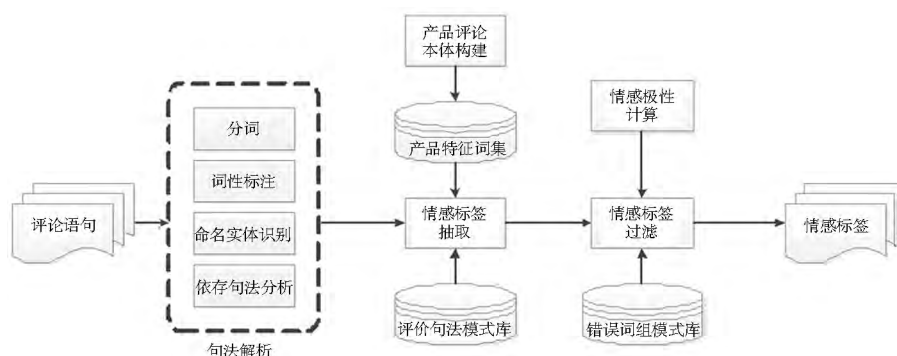 产品评论
本体构建
情感极性
计算
分词
产品特征词集
词性标注
评论语句
情感标签
抽取
情感标签
过滤
情感标签
命名实体识别
依存句法分析
评价句法模式库
错误词组模式库
句法解析